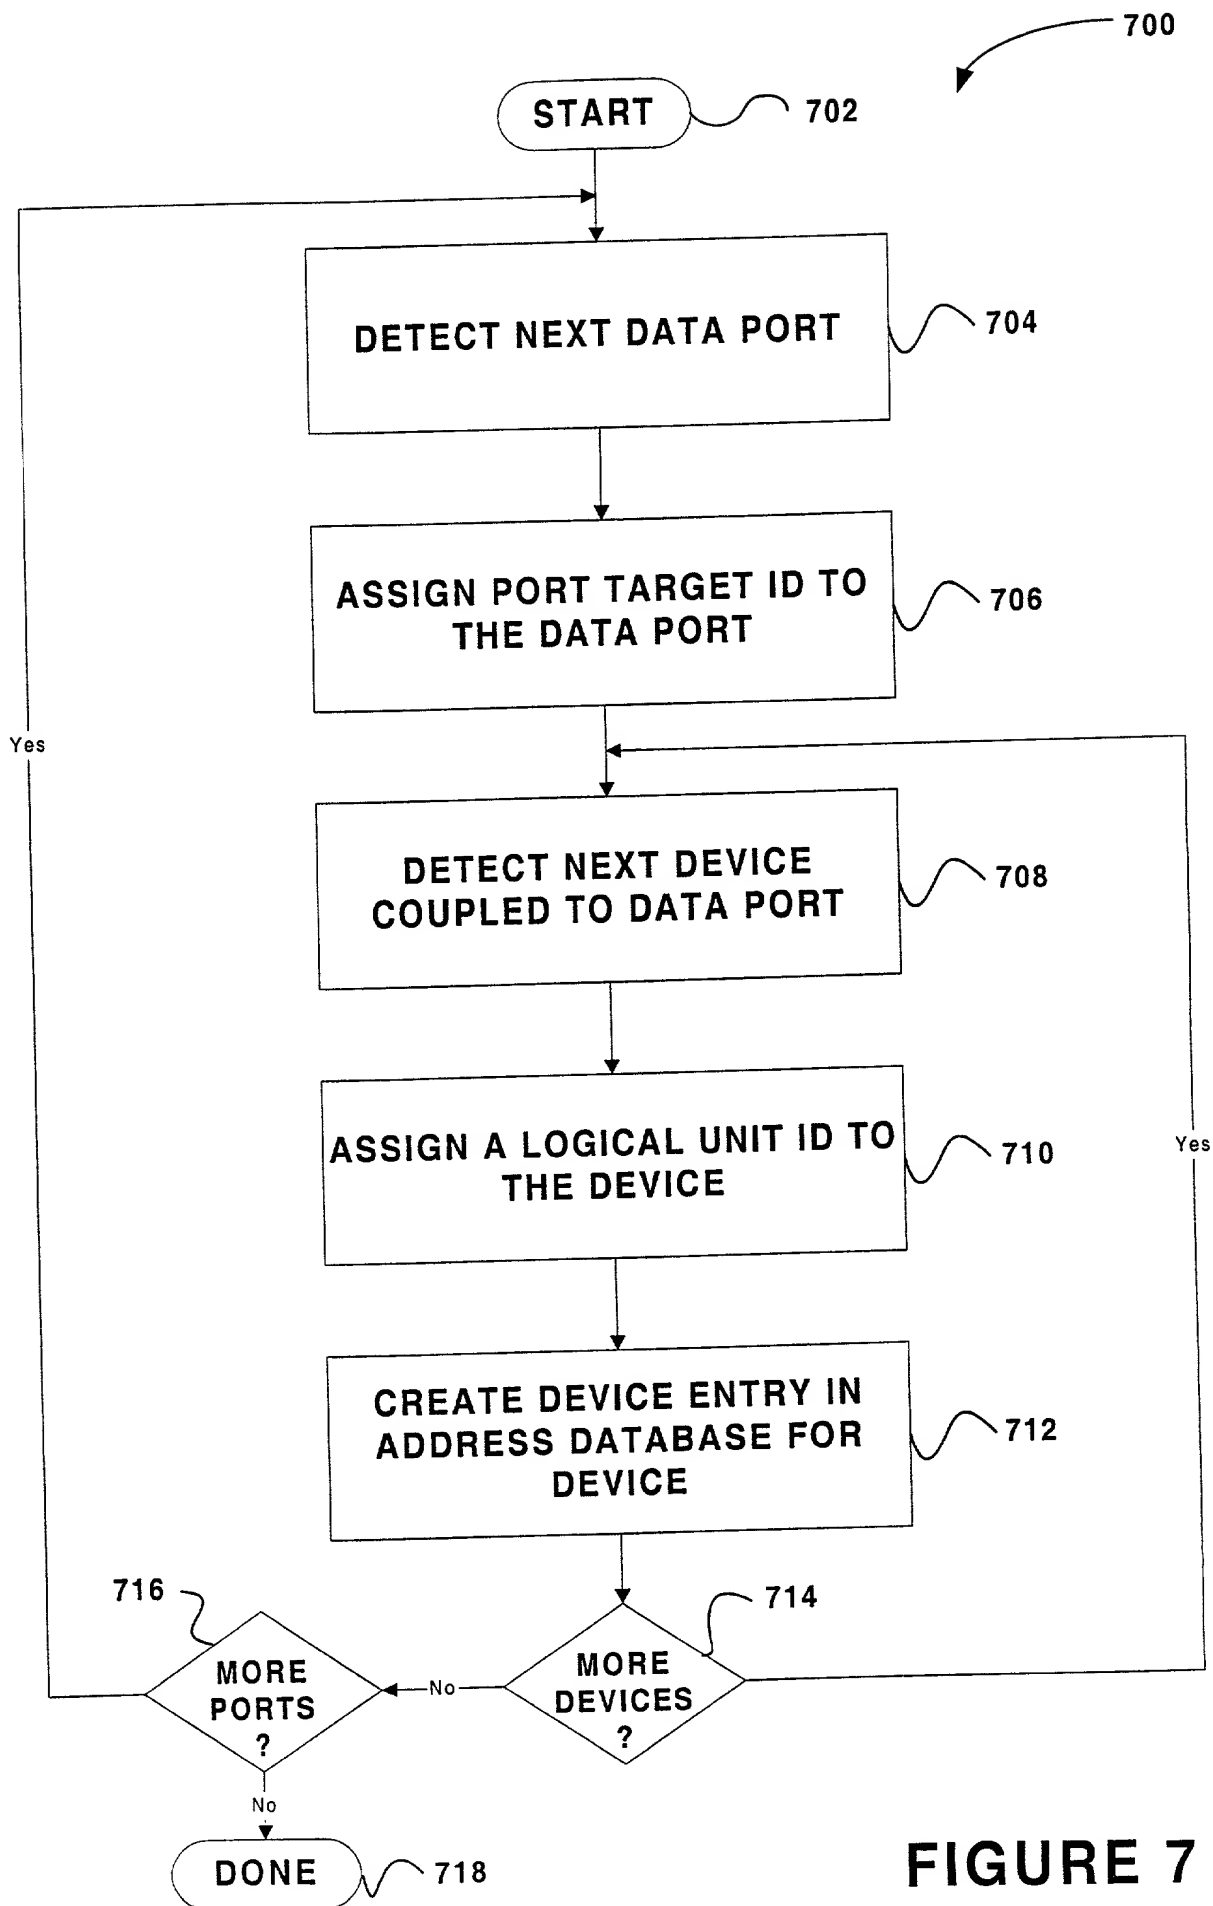 700
START
702
DETECT NEXT DATA PORT
704
ASSIGN PORT TARGET ID TO
THE DATA PORT
706
Yes
DETECT NEXT DEVICE
COUPLED TO DATA PORT
708
ASSIGN A LOGICAL UNIT ID TO
THE DEVICE
710
Yes
CREATE DEVICE ENTRY IN
ADDRESS DATABASE FOR
DEVICE
712
716
714
MORE
PORTS
?
No
MORE
DEVICES
?
No
DONE
718
FIGURE 7